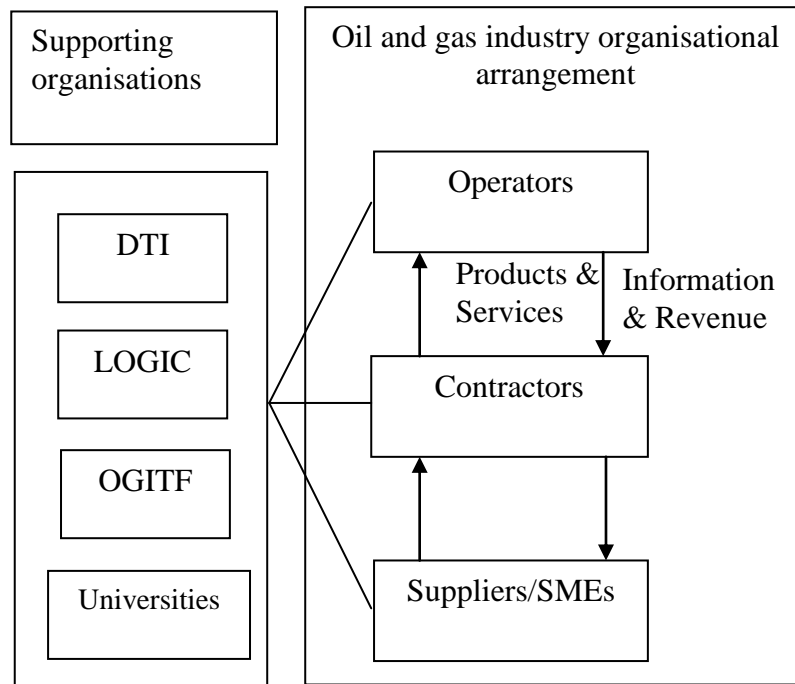 Supporting
organisations
Oil and gas industry organisational
arrangement
DTI
LOGIC
OGITF
Universities
Operators
Products &
Services
Information
& Revenue
Contractors
Suppliers/SMEs